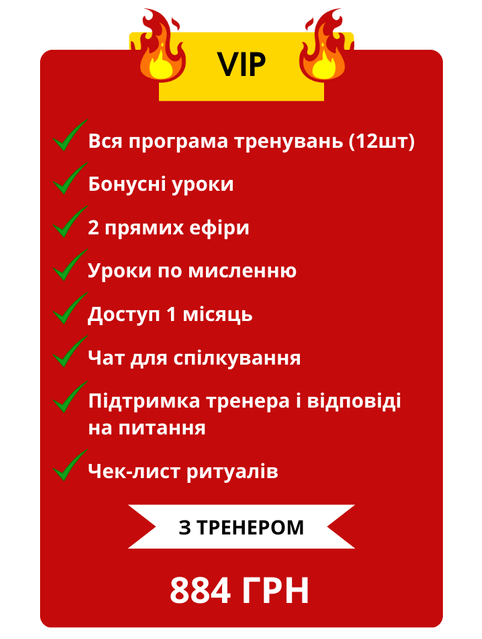 VIP
Вся програма тренувань (12шт)
Бонусні уроки
2 прямих ефіри
Уроки по мисленню
Доступ 1 місяць
Чат для спілкування
Підтримка тренера і відповіді
на питання
Чек-лист ритуалів
З ТРЕНЕРОМ
884 ГРН